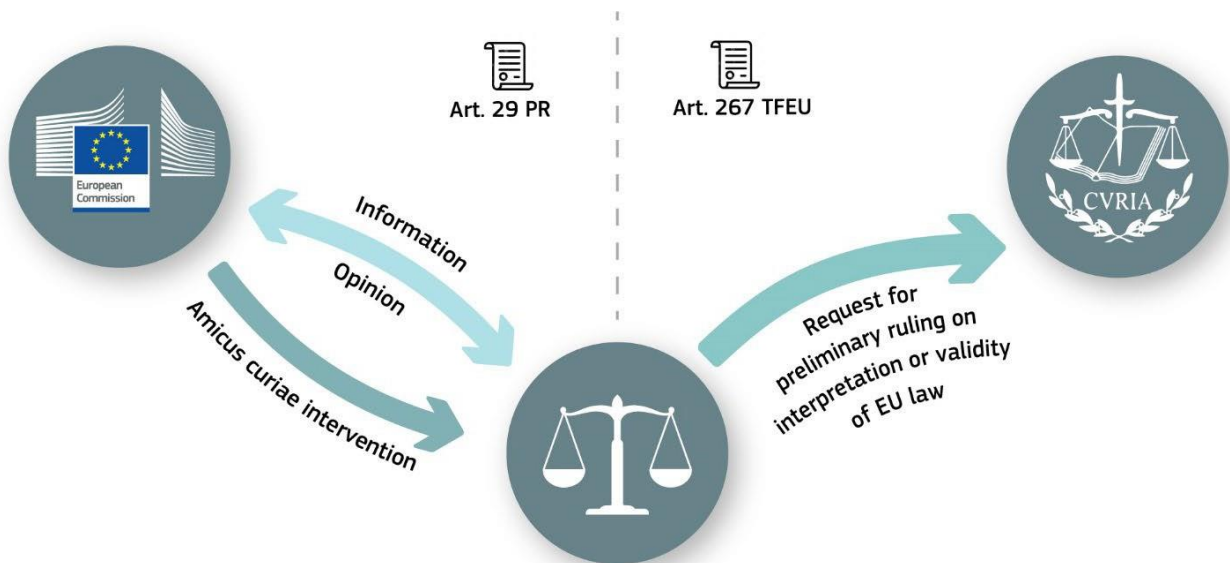 Art. 29 PR
Art. 267 TFEU
European
Commission
CVRIA
Information
Opinion
Amicus curiae intervention
Request for
preliminary ruling on
interpretation or validity
of EU law